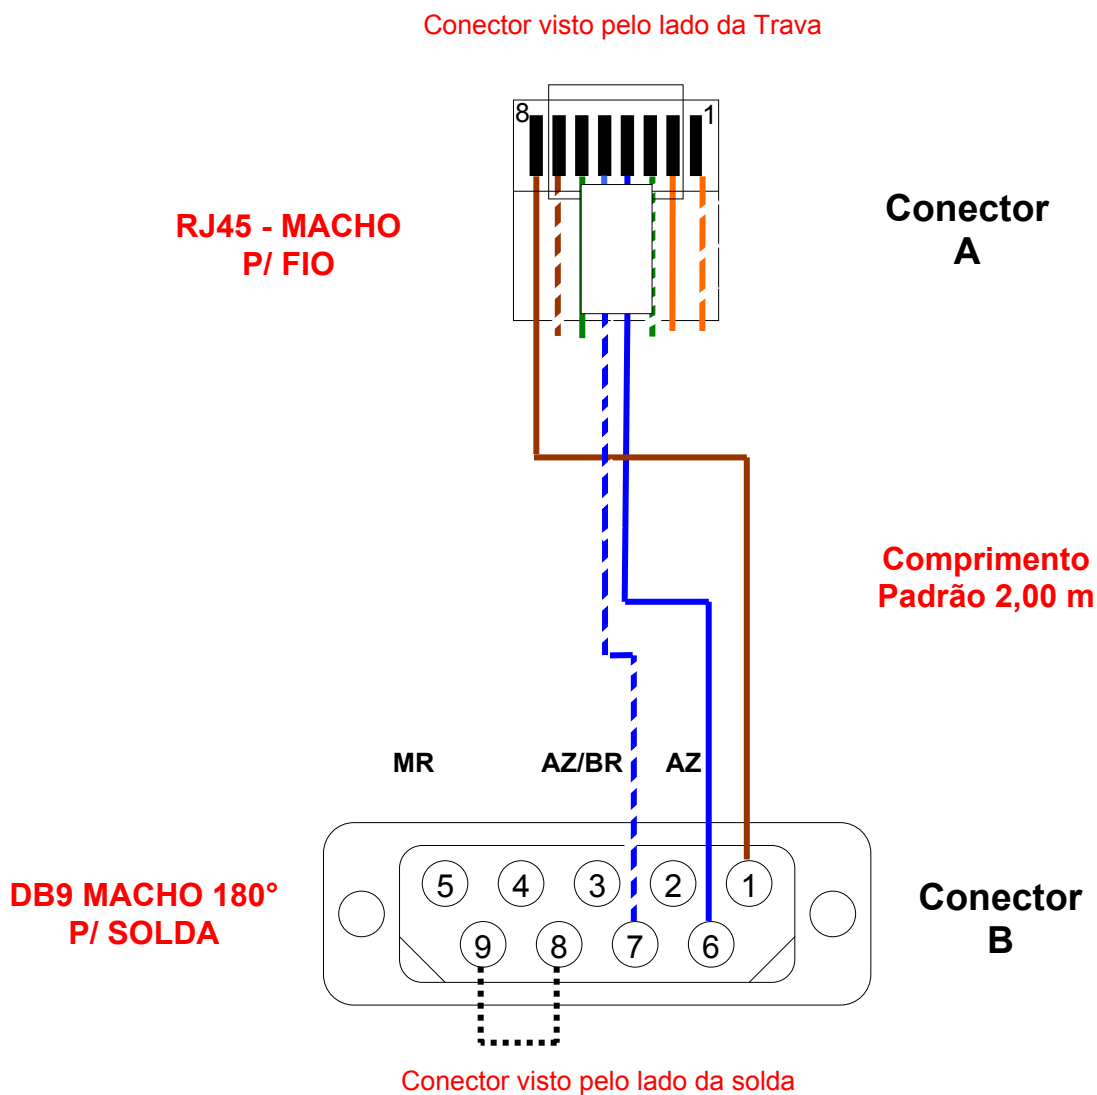 Conector visto pelo lado da Trava
8 1
RJ45 - MACHO
P/ FIO
Conector
A
Comprimento
Padrão 2,00 m
MR AZ/BR AZ
DB9 MACHO 180°
P/ SOLDA
5 4 3 2 1
9 8 7 6
Conector
B
Conector visto pelo lado da solda